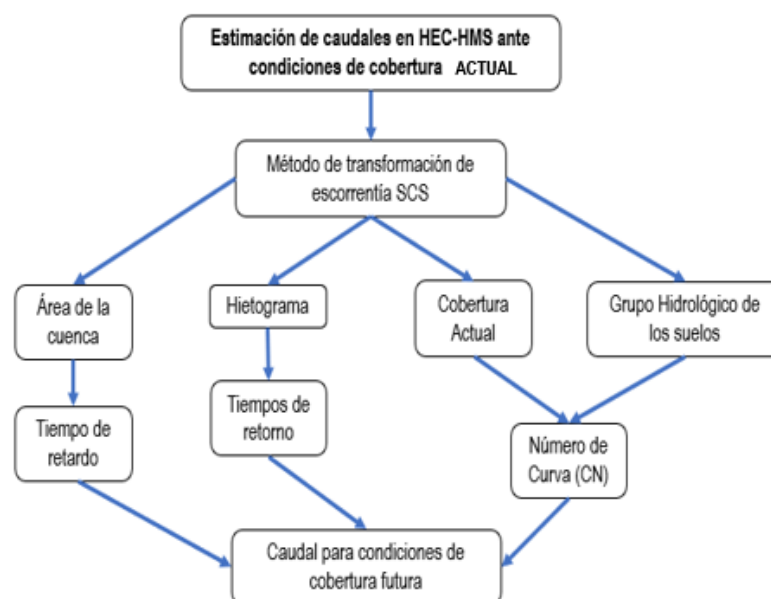 Estimación de caudales en HEC-HMS ante
condiciones de cobertura ACTUAL
Método de transformación de
escorrentía SCS
Área de la
cuenca
Hietograma
Cobertura
Actual
Grupo Hidrológico de
los suelos
Tiempo de
retardo
Tiempos de
retorno
Número de
Curva (CN)
Caudal para condiciones de
cobertura futura